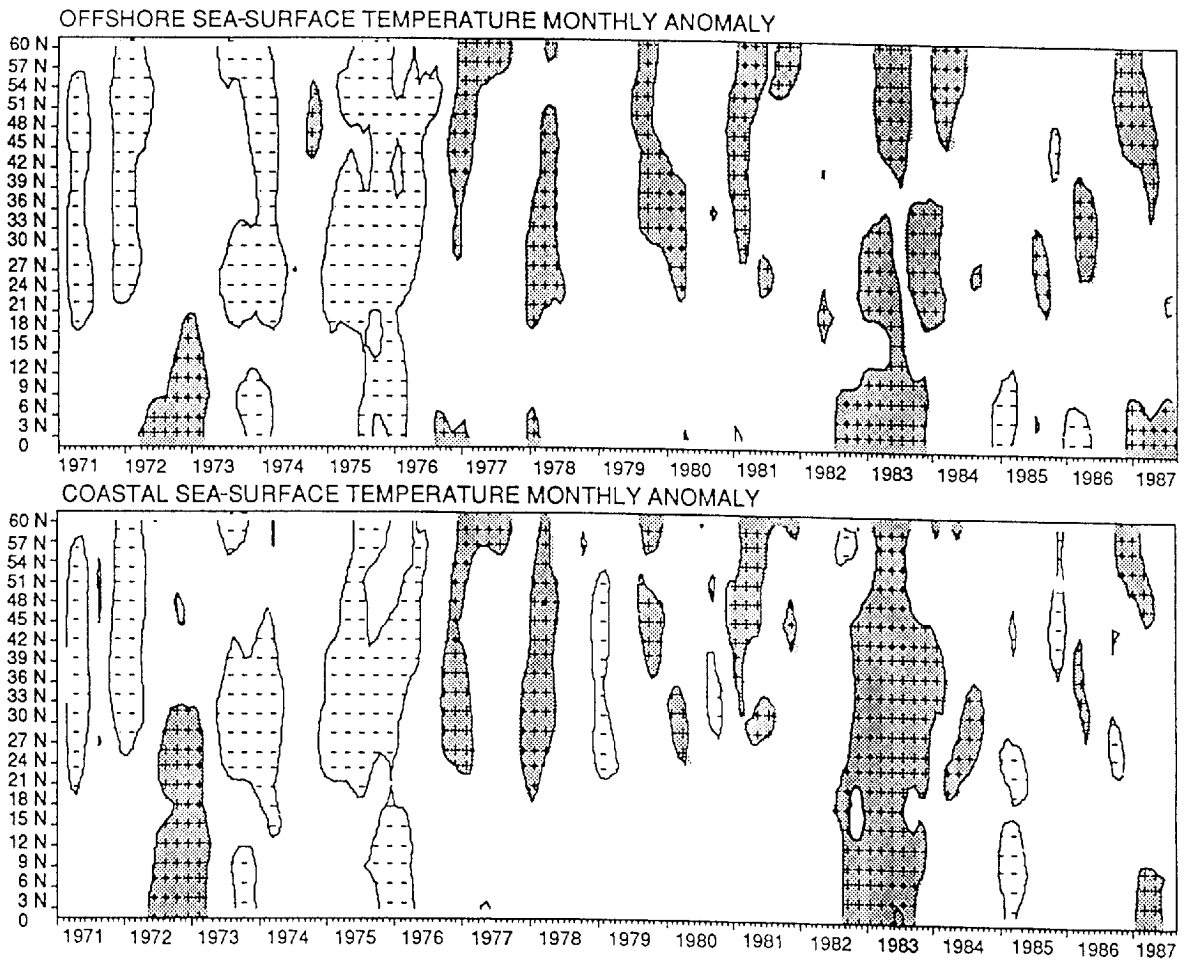 OFFSHORE SEA-SURFACE TEMPERATURE MONTHLY ANOMALY
60 N
57 N
54 N
51 N
48 N
45 N
42 N
39 N
36 N
33 N
30 N
27 N
24 N
21 N
18 N
15 N
12 N
9 N
6 N
3 N
0
1971 1972 1973 1974 1975 1976 1977 1978 1979 1980 1981 1982 1983 1984 1985 1986 1987
COASTAL SEA-SURFACE TEMPERATURE MONTHLY ANOMALY
60 N
57 N
54 N
51 N
48 N
45 N
42 N
39 N
36 N
33 N
30 N
27 N
24 N
21 N
18 N
15 N
12 N
9 N
6 N
3 N
0
1971 1972 1973 1974 1975 1976 1977 1978 1979 1980 1981 1982 1983 1984 1985 1986 1987